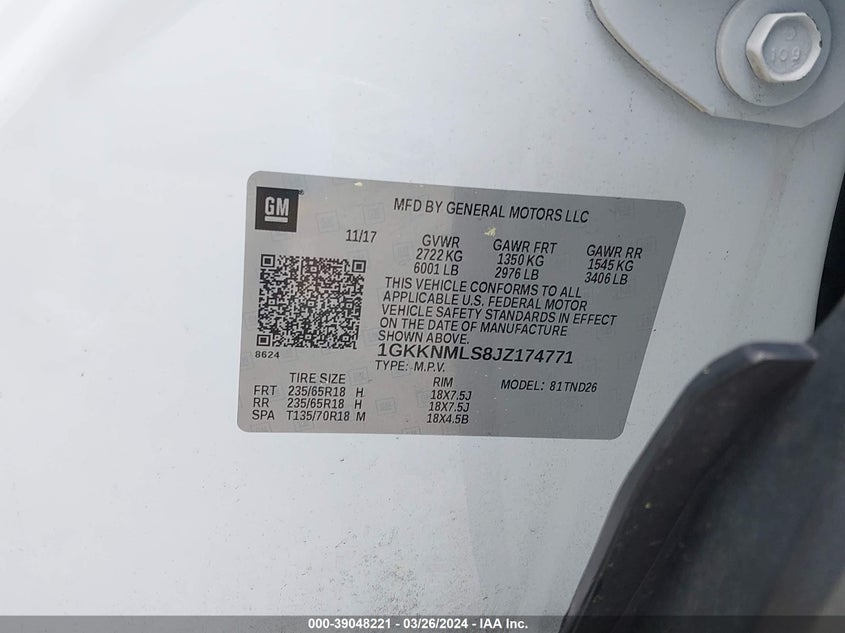 109
GM
MFD BY GENERAL MOTORS LLC
11/17
GVWR GAWR FRT GAWR RR
2722 KG 1350 KG 1545 KG
6001 LB 2976 LB 3406 LB
THIS VEHICLE CONFORMS TO ALL
APPLICABLE U.S. FEDERAL MOTOR
VEHICLE SAFETY STANDARDS IN EFFECT
ON THE DATE OF MANUFACTURE
SHOWN ABOVE.
8624
1GKKNMLS8JZ174771
TYPE: M.P.V.
TIRE SIZE RIM MODEL: 81TND26
FRT 235/65R18 H 18X7.5J
RR 235/65R18 H 18X7.5J
SPA T135/70R18 M 18X4.5B
000-39048221 - 03/26/2024 - IAA Inc.